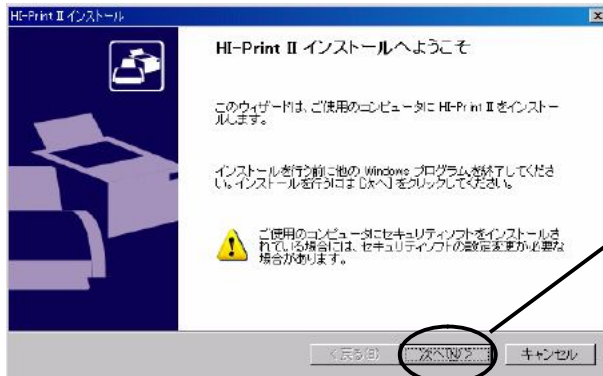 HI-Print II インストール
HI-Print II インストールへようこそ
このウィザードは、ご使用のコンピュータに HI-Print II をインストー
ルします。
インストールを行う前に他の Windows プログラムを終了してくださ
い。インストールを行うには [次へ] をクリックしてください。
ご使用のコンピュータにセキュリティソフトをインストールさ
れている場合には、セキュリティソフトの設定変更が必要な
場合があります。
< 戻る(B)
次へ(N) >
キャンセル